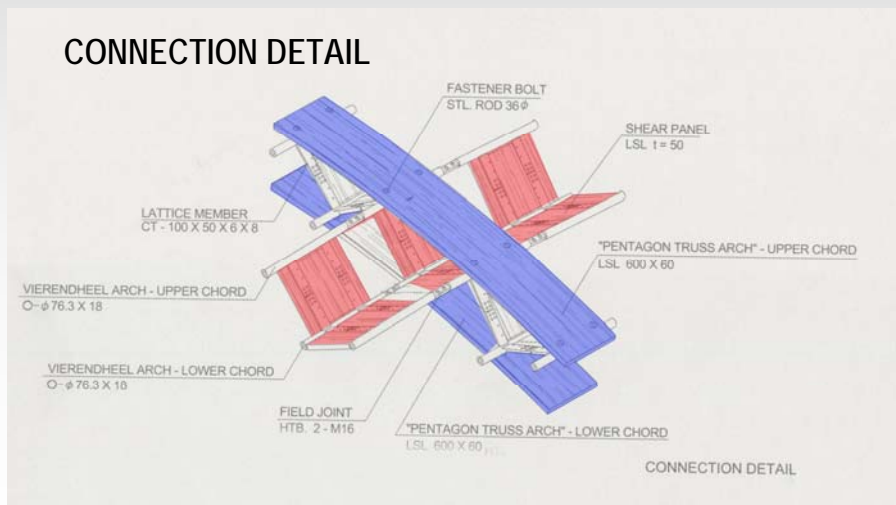 CONNECTION DETAIL
FASTENER BOLT
STL. ROD 36φ
SHEAR PANEL
LSL t = 50
LATTICE MEMBER
CT - 100 X 50 X 6 X 8
"PENTAGON TRUSS ARCH" - UPPER CHORD
LSL 600 X 60
VIERENDHEEL ARCH - UPPER CHORD
O-φ76.3 X 18
VIERENDHEEL ARCH - LOWER CHORD
O-φ76.3 X 18
FIELD JOINT
HTB. 2 - M16
"PENTAGON TRUSS ARCH" - LOWER CHORD
LSL 600 X 60
CONNECTION DETAIL